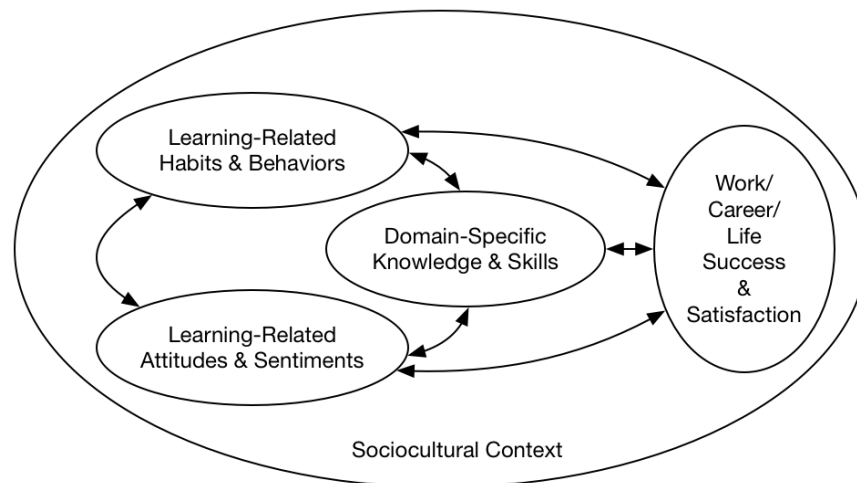 Learning-Related
Habits & Behaviors
Domain-Specific
Knowledge & Skills
Learning-Related
Attitudes & Sentiments
Work/
Career/
Life
Success
&
Satisfaction
Sociocultural Context